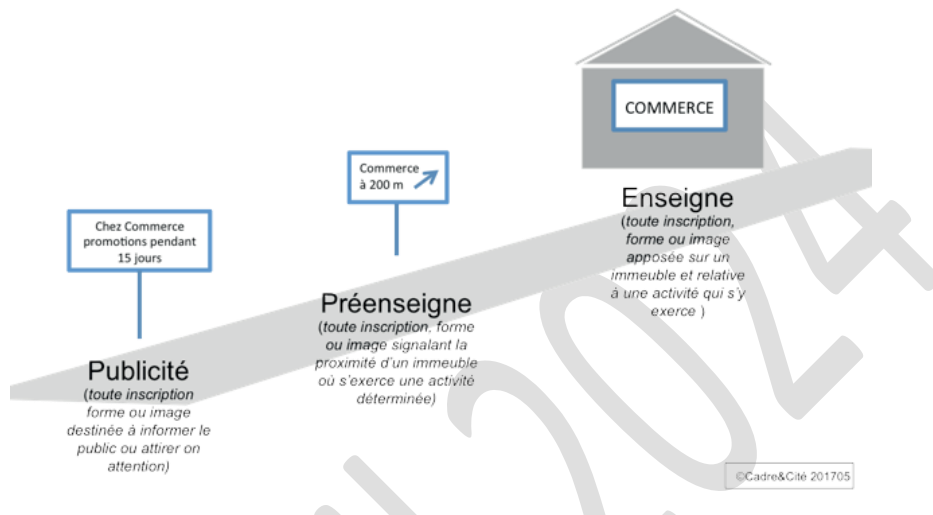 COMMERCE
Commerce
à 200 m
Enseigne
(toute inscription,
forme ou image
apposée sur un
immeuble et relative
à une activité qui s'y
exerce )
Chez Commerce
promotions pendant
15 jours
Préenseigne
(toute inscription, forme
ou image signalant la
proximité d'un immeuble
où s'exerce une activité
déterminée)
Publicité
(toute inscription
forme ou image
destinée à informer le
public ou attirer on
attention)
©Cadre&Cité 201705
2024